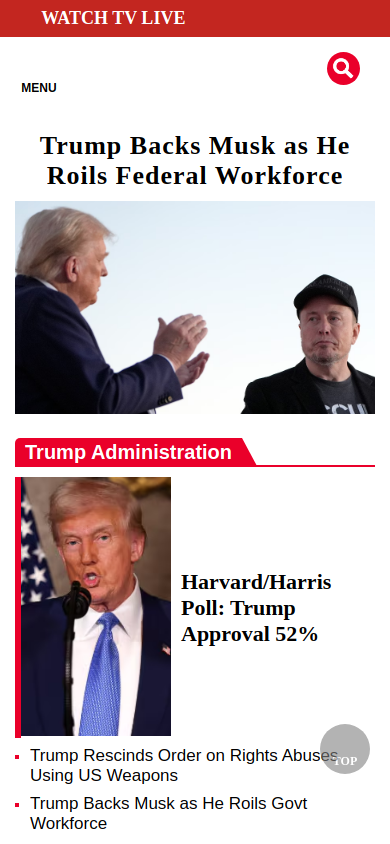 WATCH TV LIVE
MENU
Trump Backs Musk as He
Roils Federal Workforce
Trump Administration
Harvard/Harris
Poll: Trump
Approval 52%
Trump Rescinds Order on Rights Abuses
Using US Weapons
TOP
Trump Backs Musk as He Roils Govt
Workforce